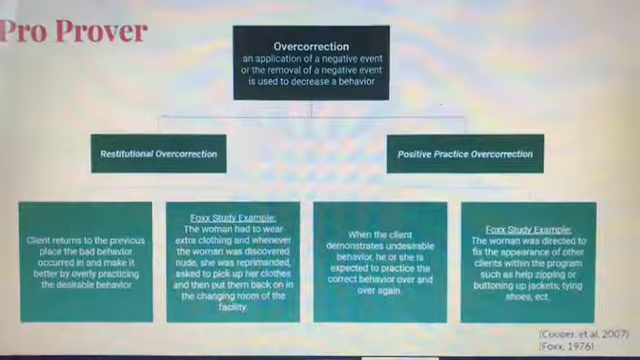 Pro Prover
Overcorrection
an application of a negative event
or the removal of a negative event
is used to decrease a behavior
Restitutional Overcorrection
Positive Practice Overcorrection
Client returns to the previous
place the bad behavior
occurred in and make it
better by overly practicing
the desirable behavior
Foxx Study Example:
The woman had to wear
extra clothing and whenever
the woman was discovered
nude, she was reprimanded,
asked to pick up her clothes
and then put them back on in
the changing room of the
facility.
When the client
demonstrates undesirable
behavior, he or she is
expected to practice the
correct behavior over and
over again.
Foxx Study Example:
The woman was directed to
fix the appearance of other
clients within the program
such as help zipping or
buttoning up jackets, tying
shoes, ect.
(Cooper, et al. 2007)
(Foxx, 1976)